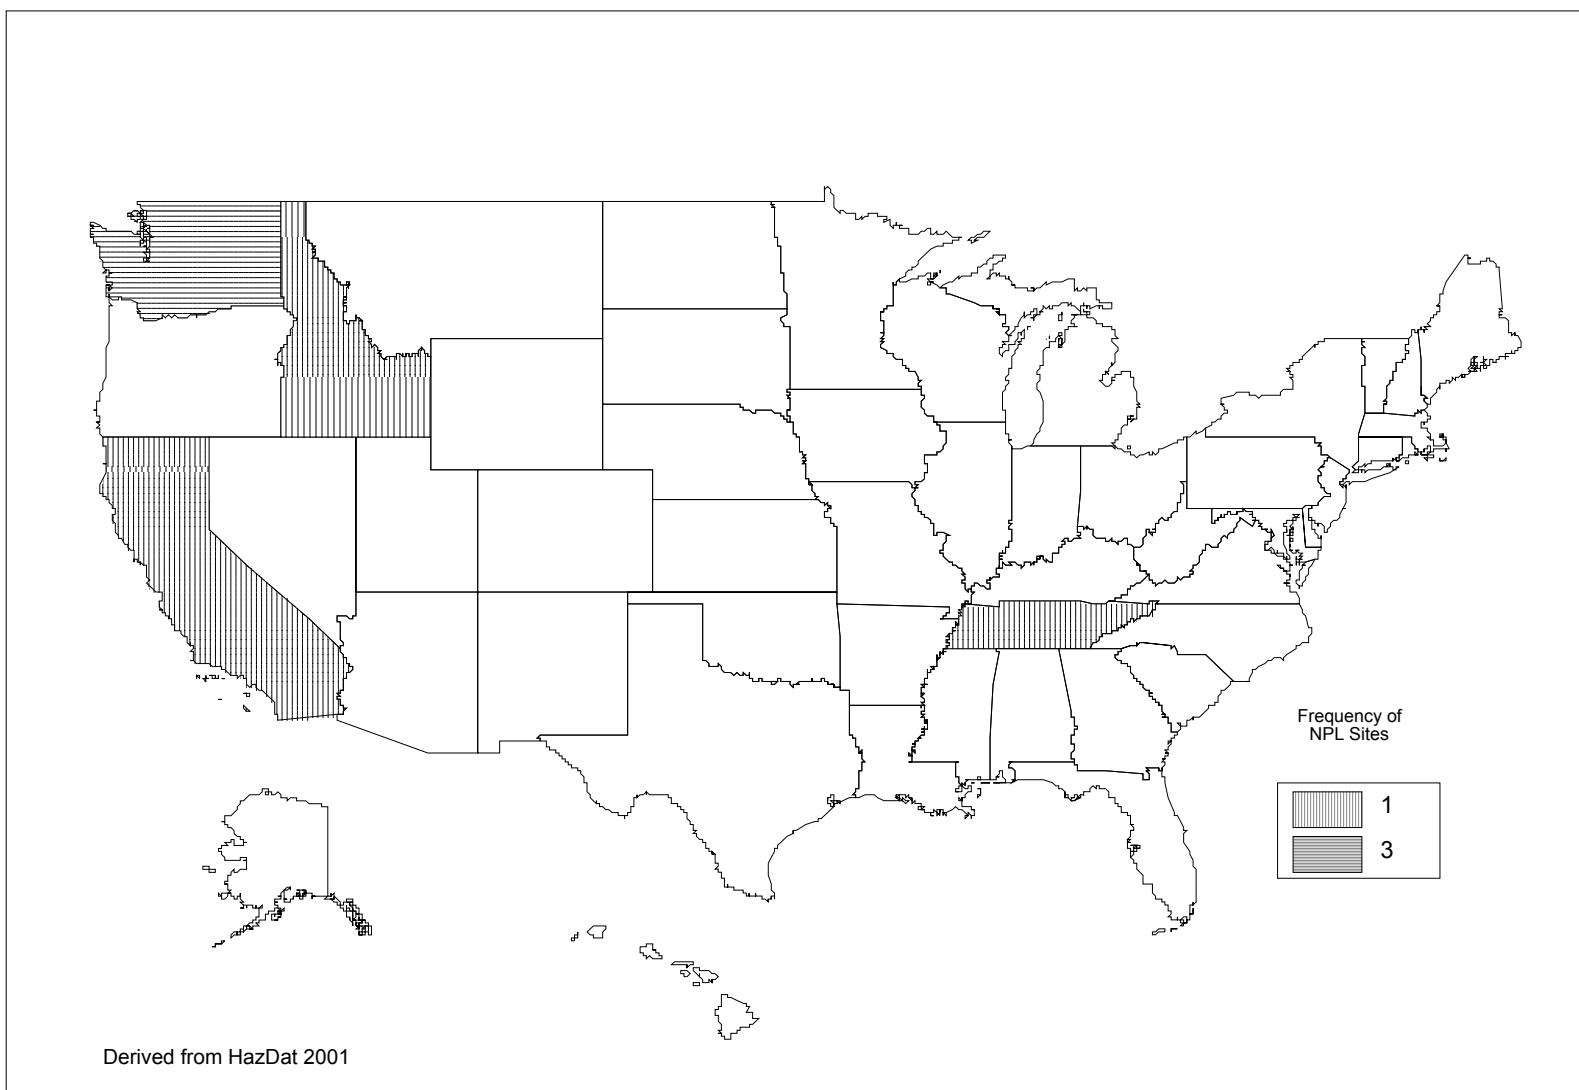 Frequency of
NPL Sites
1
3
Derived from HazDat 2001